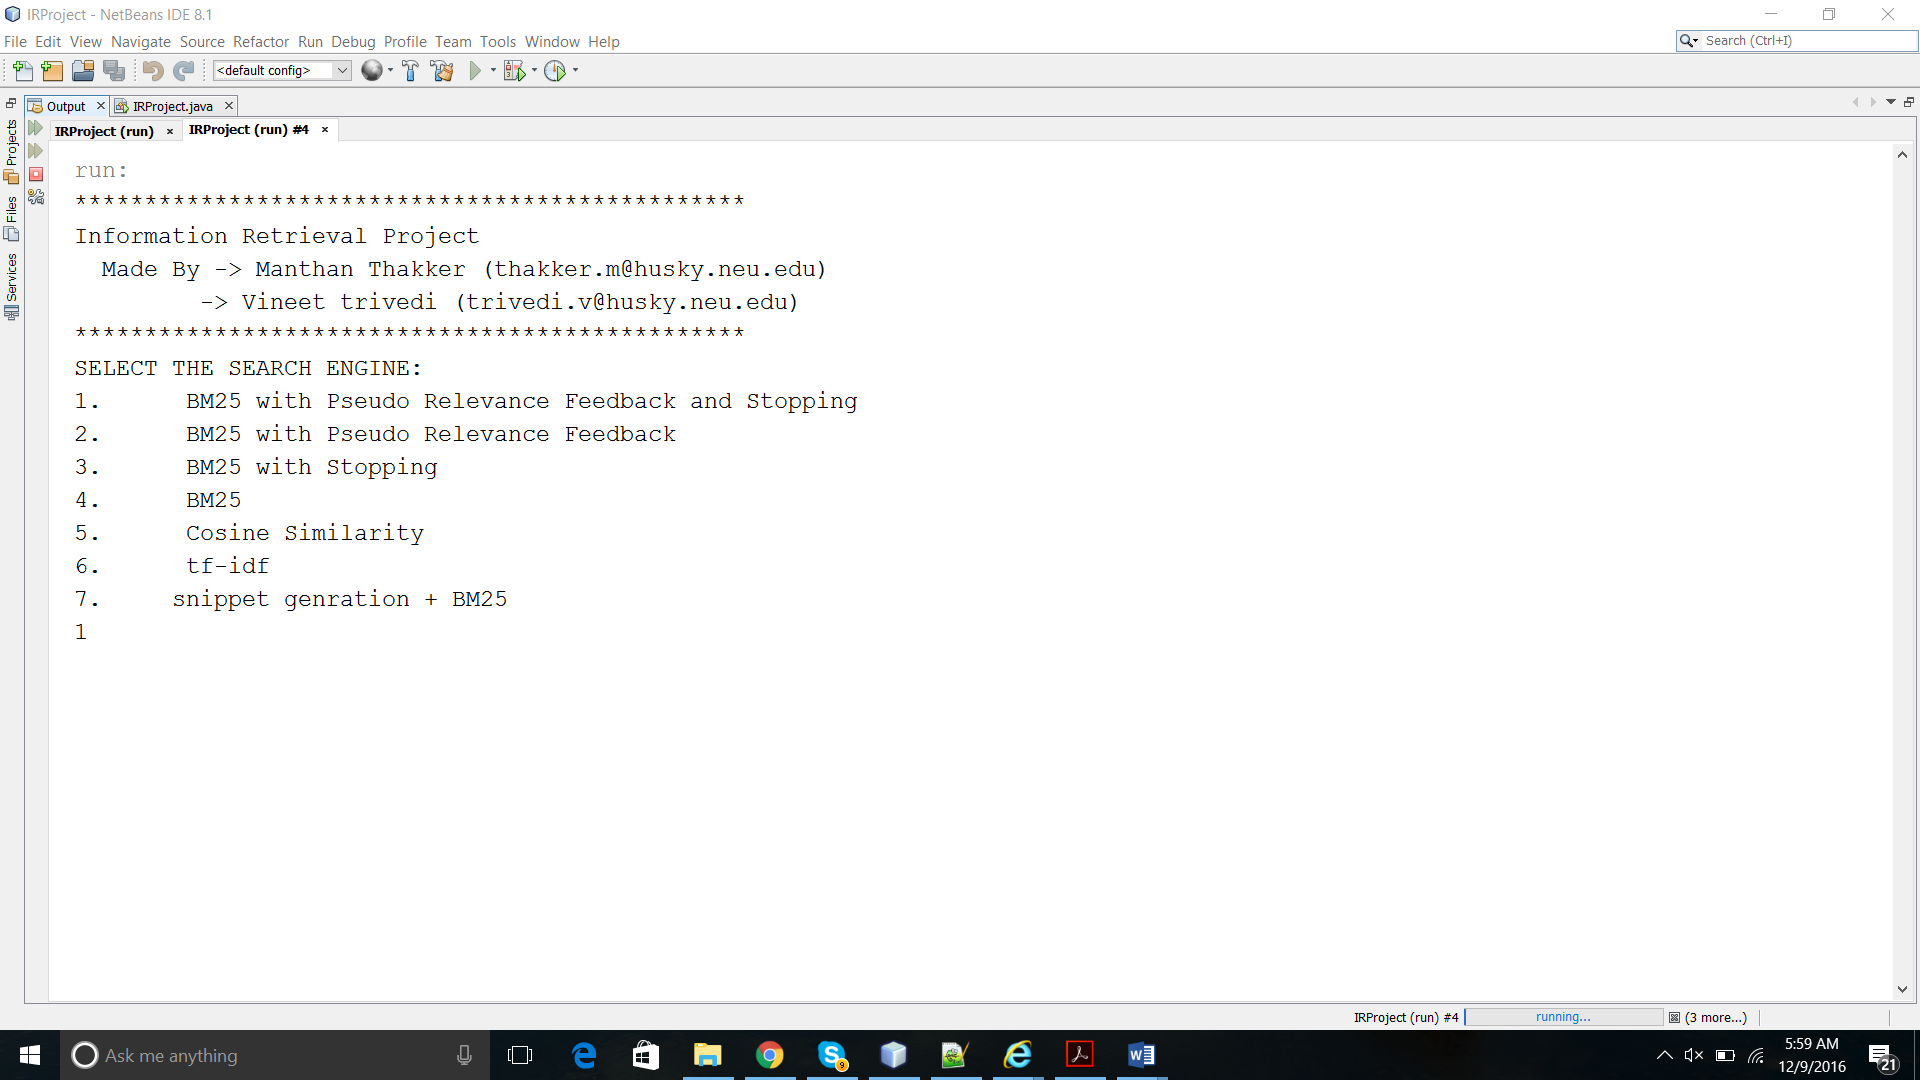 IRProject - NetBeans IDE 8.1
File Edit View Navigate Source Refactor Run Debug Profile Team Tools Window Help
Search (Ctrl+I)
<default config>
Output IRProject.java
IRProject (run) IRProject (run) #4
Projects
Files
Services
run:
************************************************
Information Retrieval Project
Made By -> Manthan Thakker (thakker.m@husky.neu.edu)
-> Vineet trivedi (trivedi.v@husky.neu.edu)
************************************************
SELECT THE SEARCH ENGINE:
1. BM25 with Pseudo Relevance Feedback and Stopping
2. BM25 with Pseudo Relevance Feedback
3. BM25 with Stopping
4. BM25
5. Cosine Similarity
6. tf-idf
7. snippet genration + BM25
1
IRProject (run) #4 running... (3 more...)
Ask me anything
9
5:59 AM
12/9/2016
21